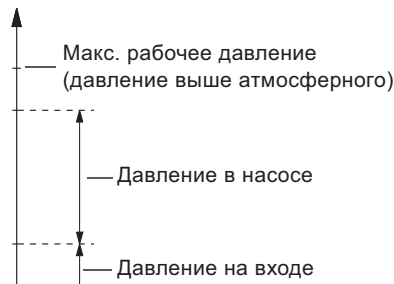 Макс. рабочее давление
(давление выше атмосферного)
Давление в насосе
Давление на входе